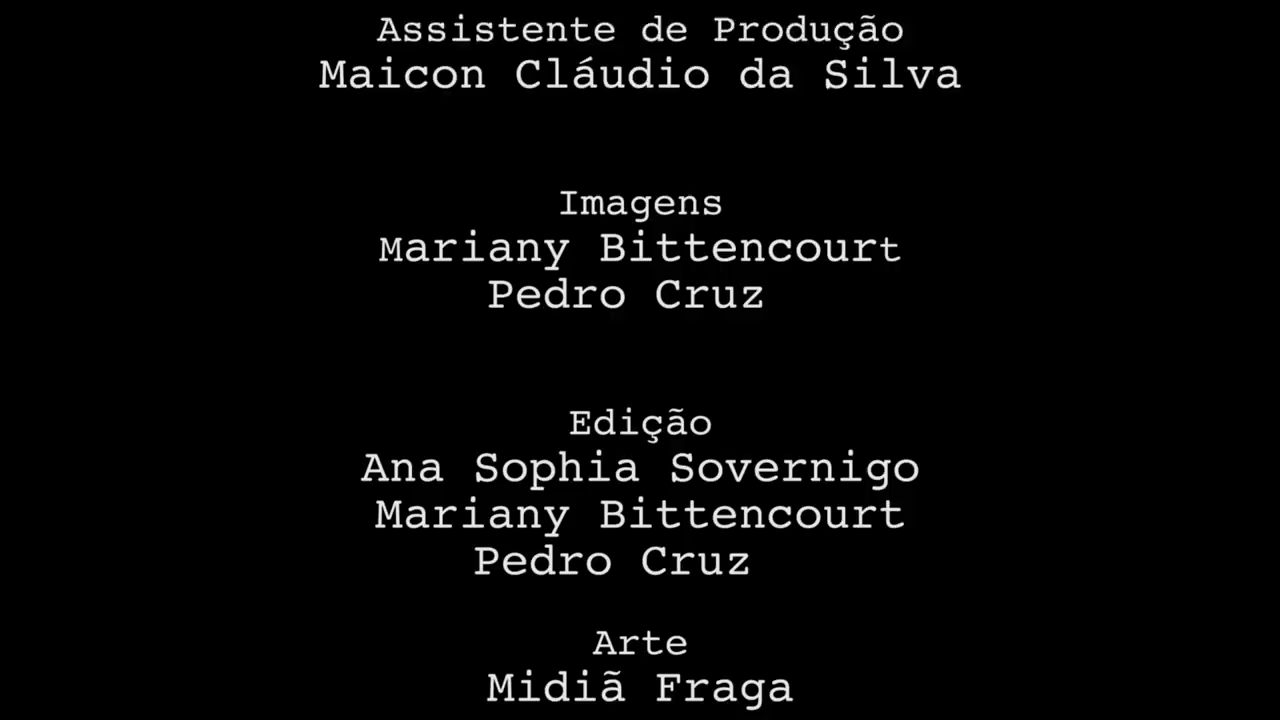 Assistente de Produção
Maicon Cláudio da Silva
Imagens
Mariany Bittencourt
Pedro Cruz
Edição
Ana Sophia Sovernigo
Mariany Bittencourt
Pedro Cruz
Arte
Midiã Fraga